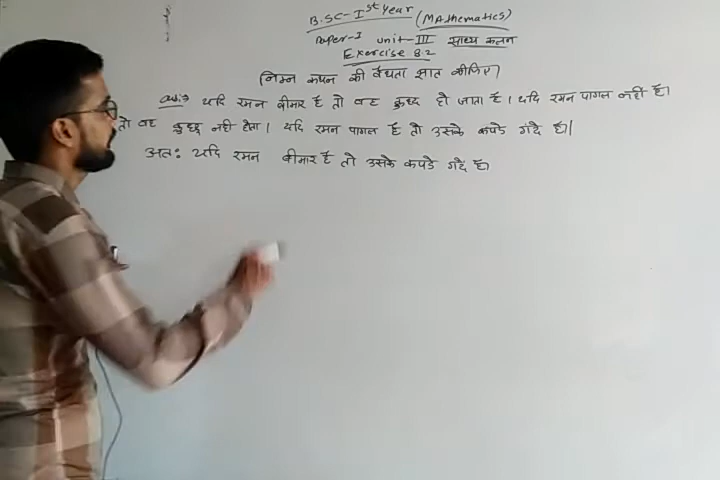 B.SC-Ist Year (MAthematics)
Paper-I Unit-III साध्य कलन
Exercise 8.2
निम्न कथन की वैधता ज्ञात कीजिए
यदि रमन बीमार है तो वह क्रुद्ध हो जाता है। यदि रमन पागल नहीं है।
तो वह क्रुद्ध नही होता। यदि रमन पागल है तो उसके कपडे गंदे हैं।
अतः यदि रमन बीमार है तो उसके कपडे गंदे हैं।